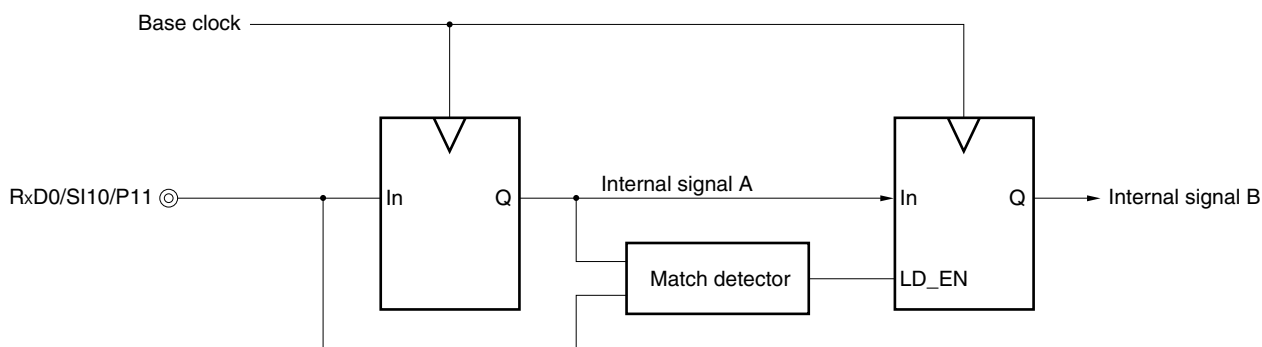 Base clock
RxD0/SI10/P11
In
Q
Internal signal A
In
Q
Internal signal B
Match detector
LD_EN